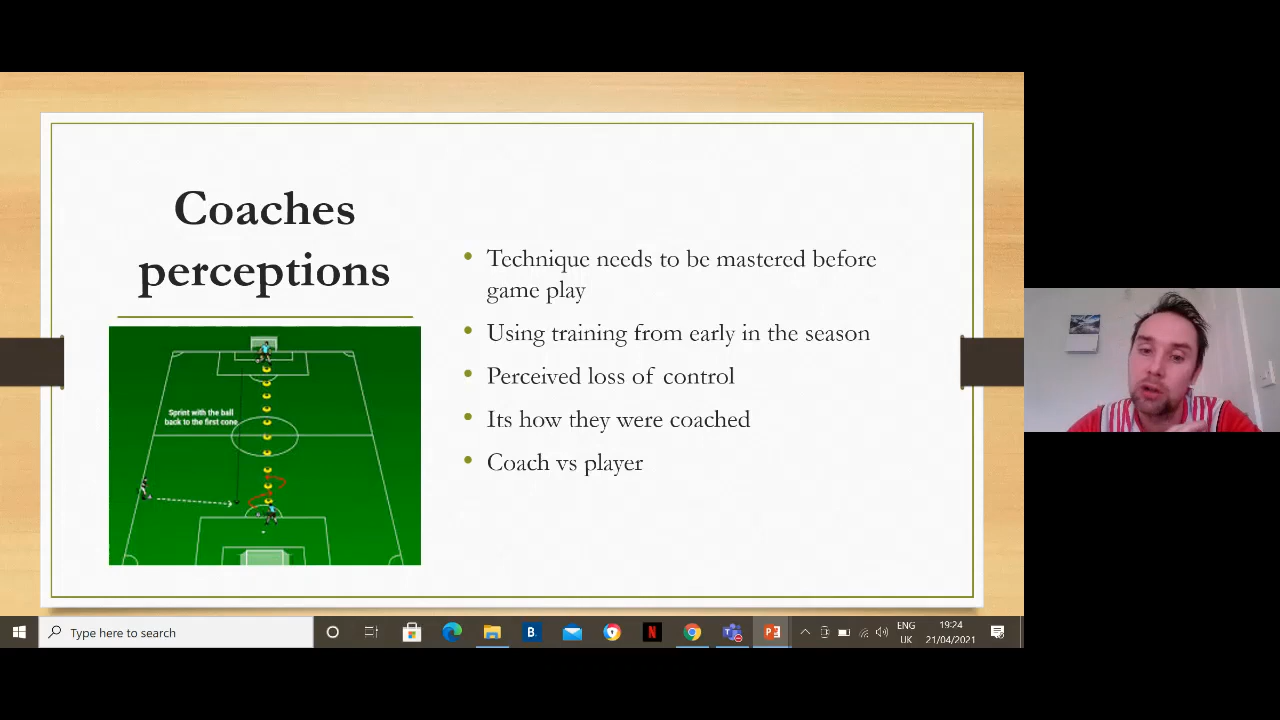 Coaches
perceptions
Sprint with the ball
back to the first cone
Technique needs to be mastered before
game play
Using training from early in the season
Perceived loss of control
Its how they were coached
Coach vs player
Type here to search
B.
N
P
ENG
UK
19:24
21/04/2021